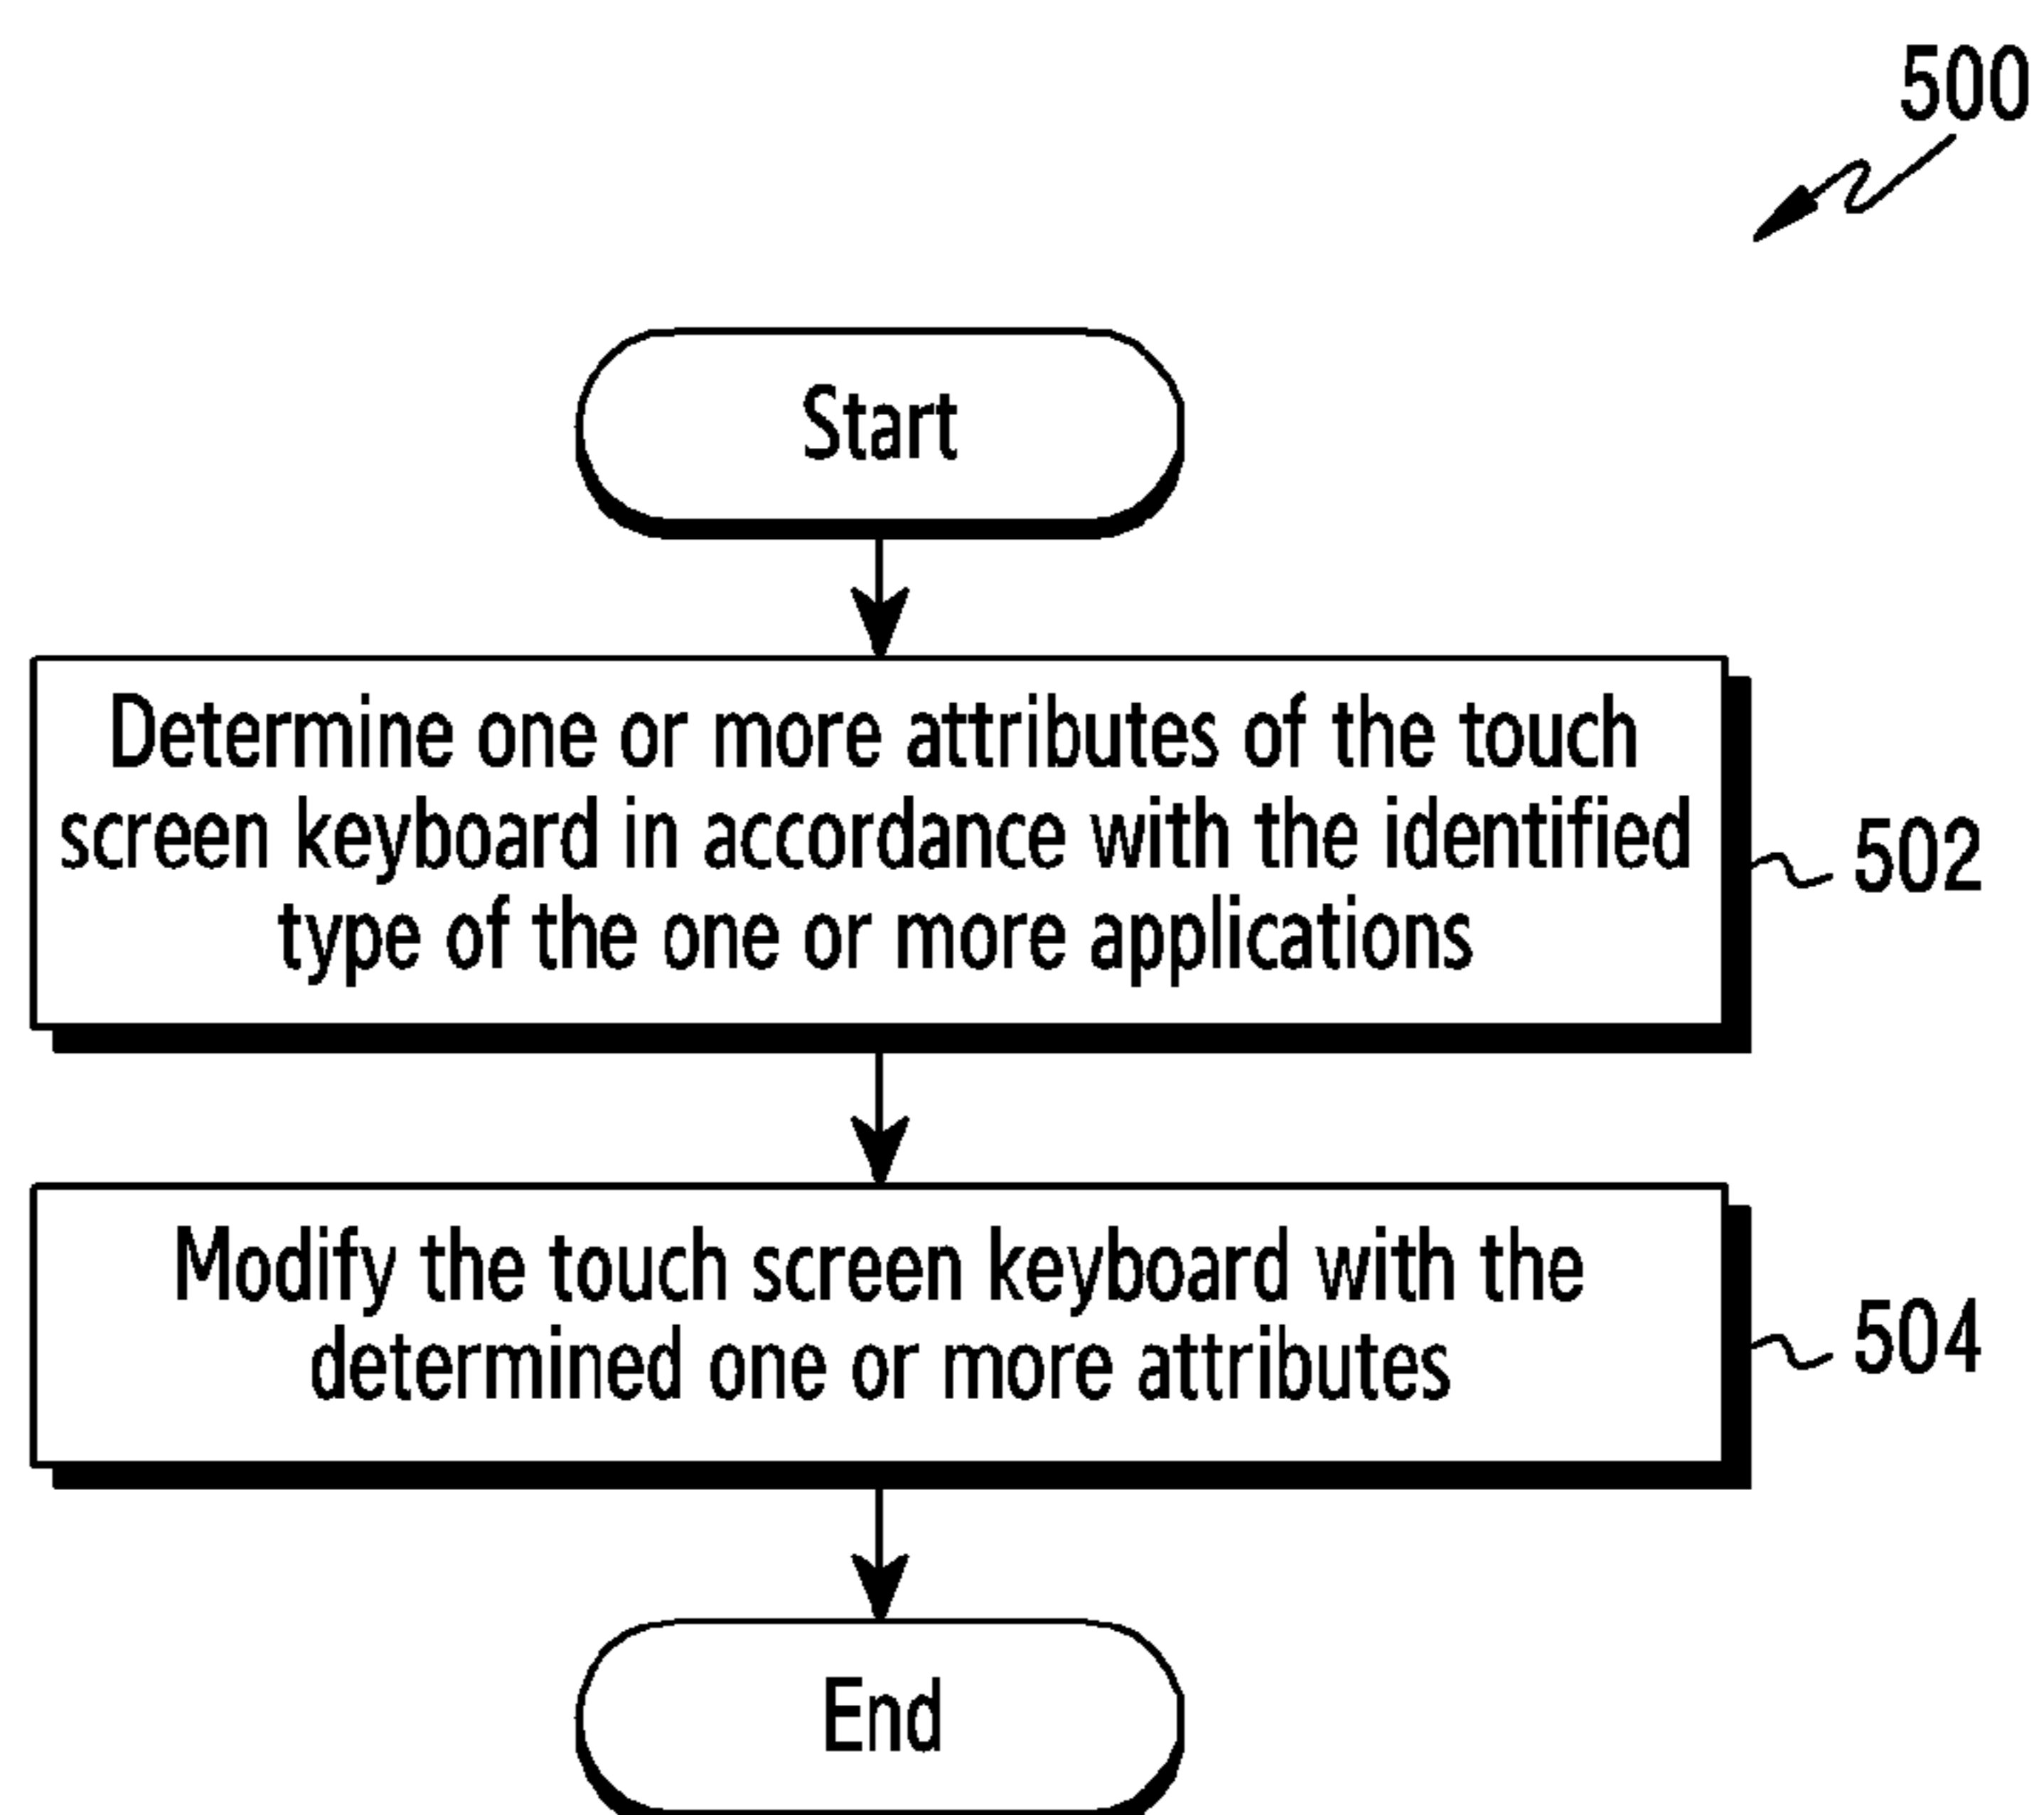 500
Start
Determine one or more attributes of the touch
screen keyboard in accordance with the identified
type of the one or more applications
502
Modify the touch screen keyboard with the
determined one or more attributes
504
End